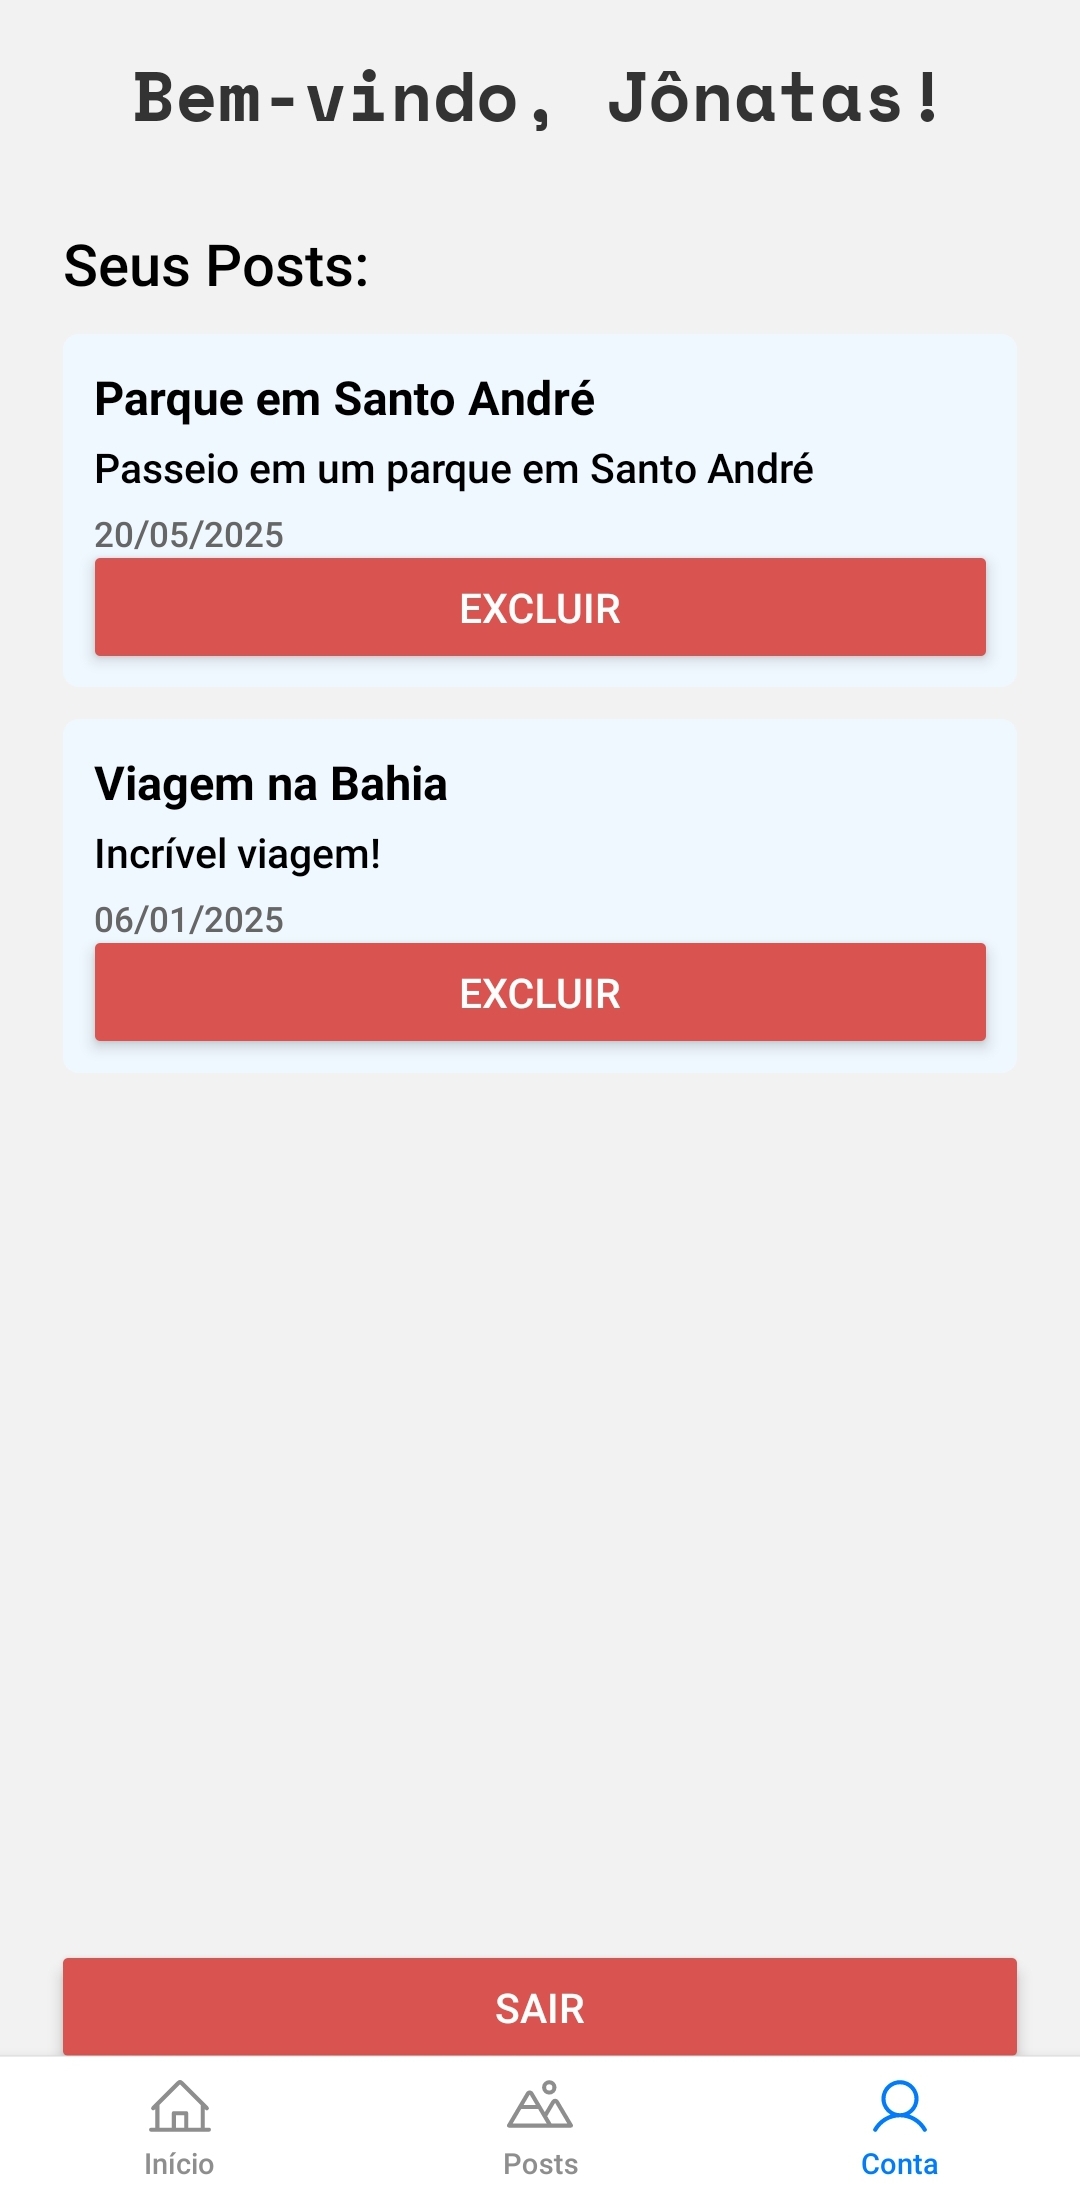 Bem-vindo, Jônatas!
Seus Posts:
Parque em Santo André
Passeio em um parque em Santo André
20/05/2025
EXCLUIR
Viagem na Bahia
Incrível viagem!
06/01/2025
EXCLUIR
SAIR
Início
Posts
Conta